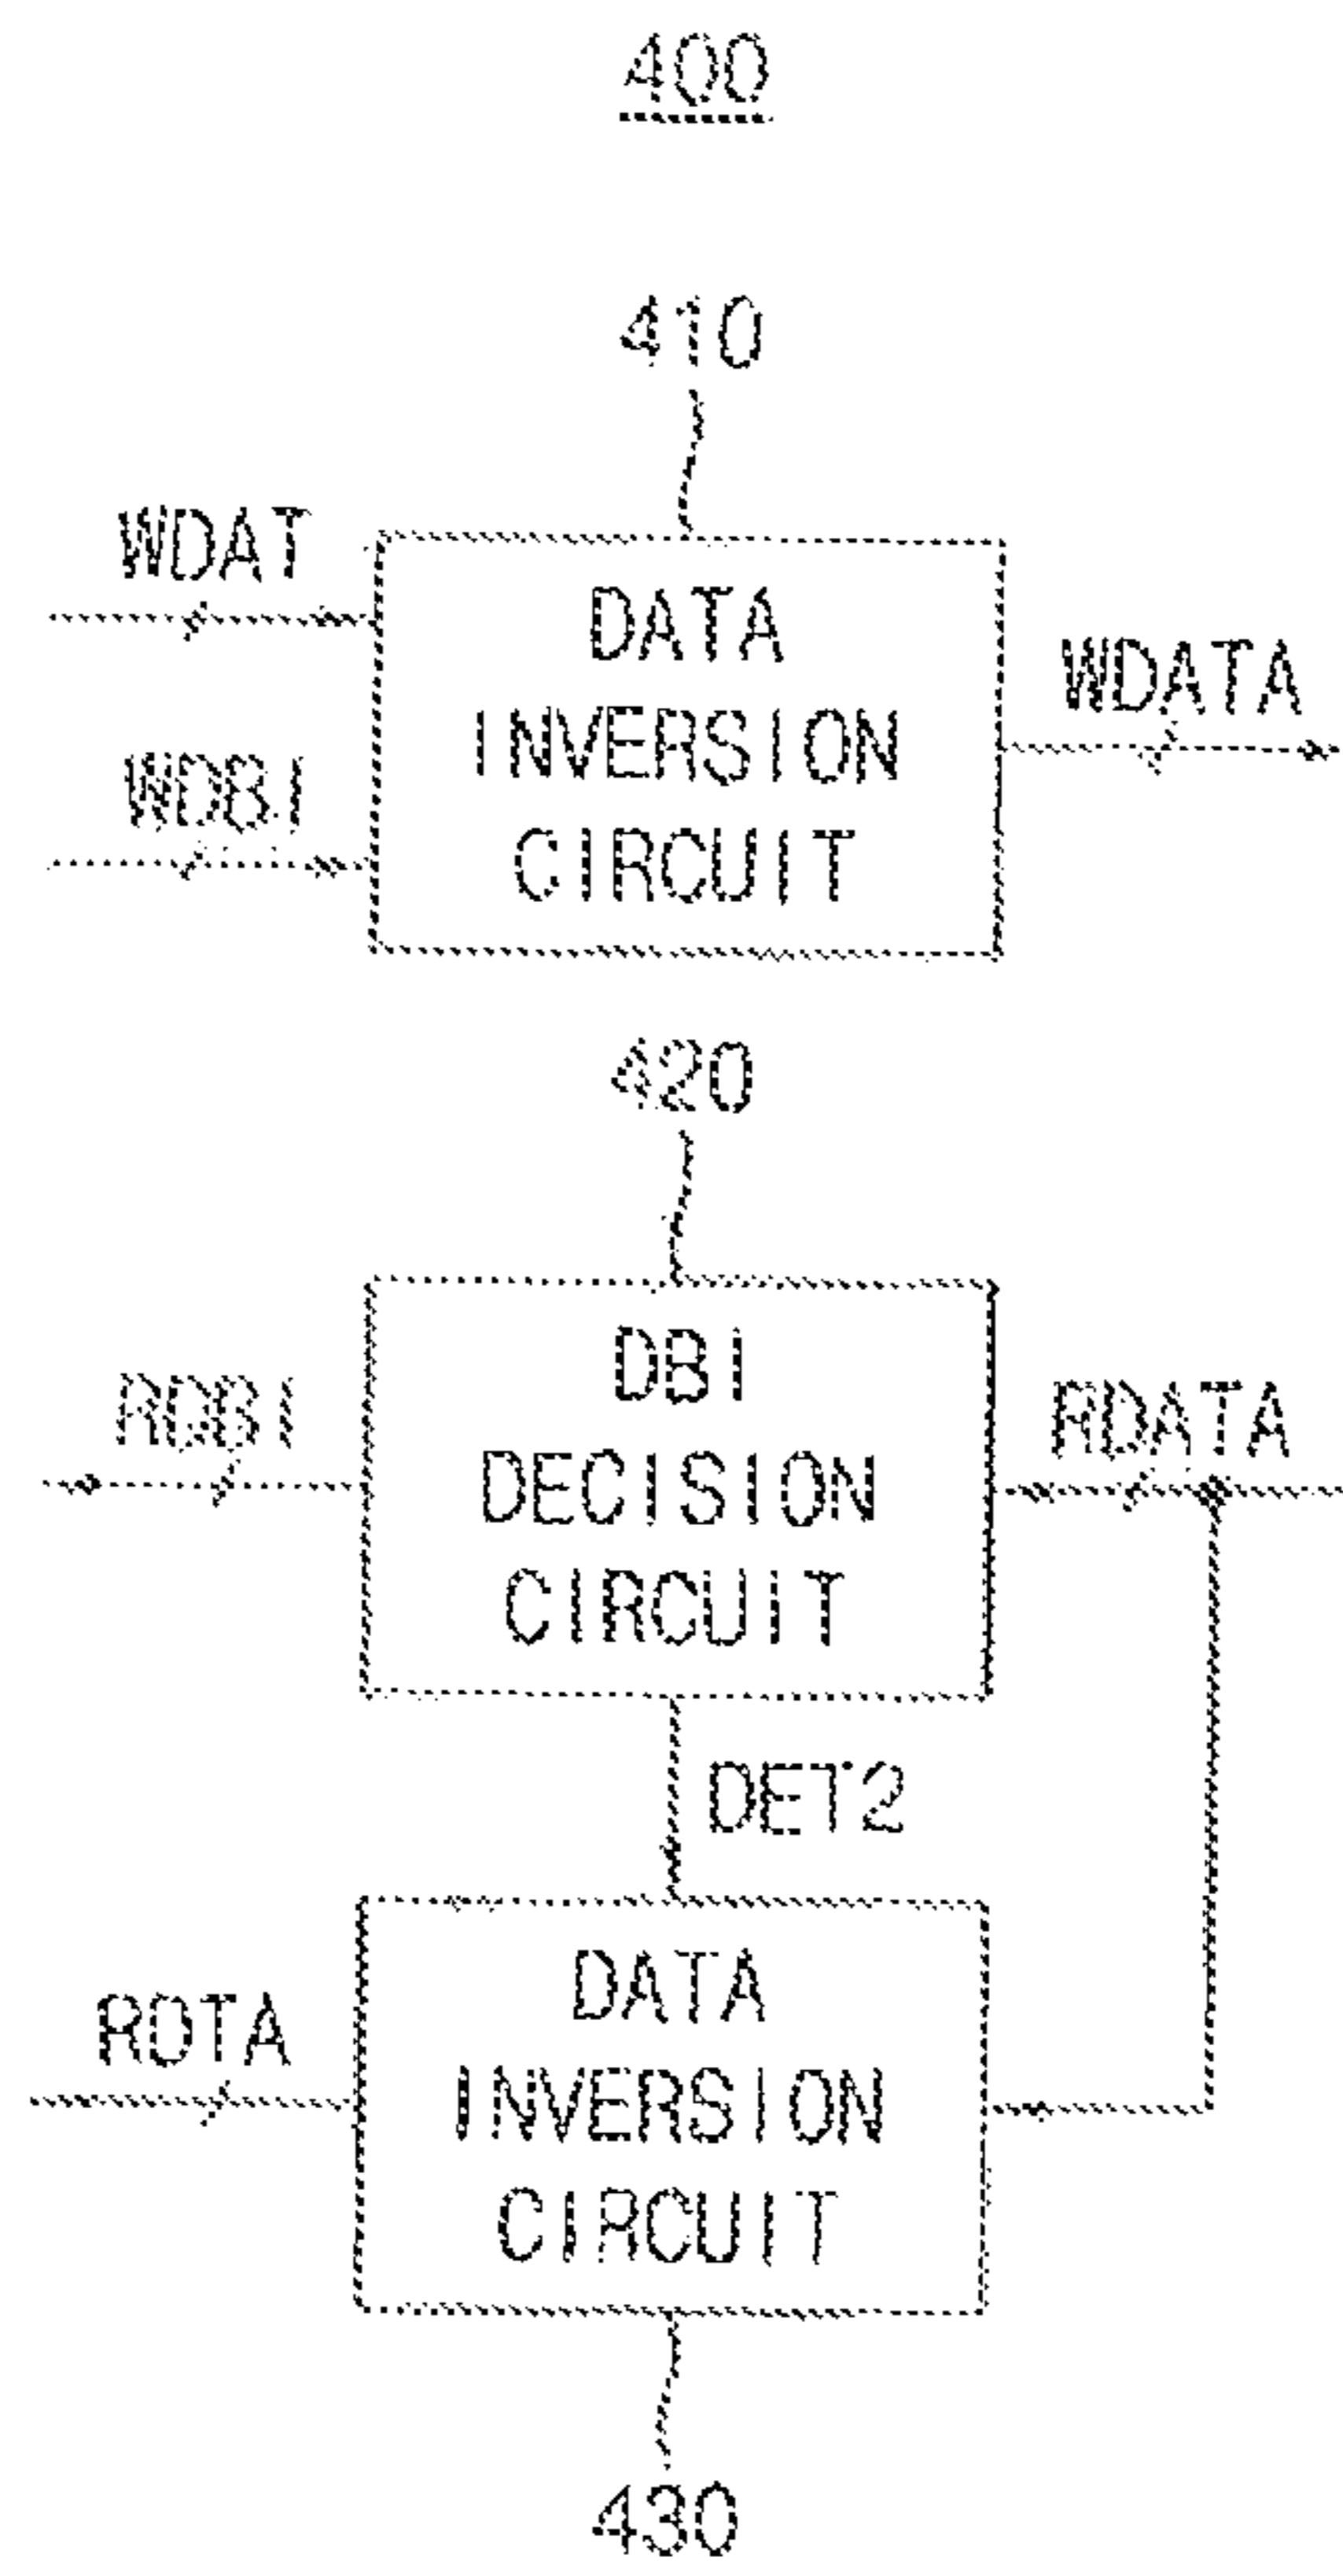 400
410
WDAT
DATA
INVERSION
CIRCUIT
WDATA
WDBI
420
DBI
DECISION
CIRCUIT
RDBI
RDATA
DET2
DATA
INVERSION
CIRCUIT
RDTA
430